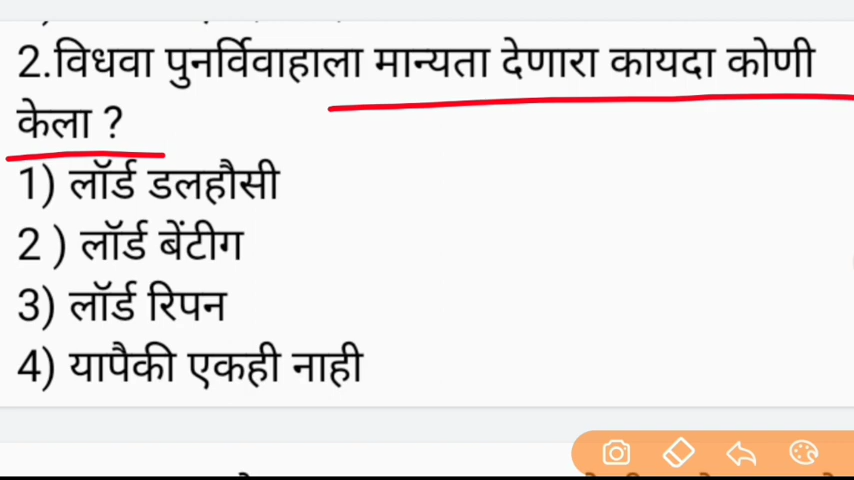 2.विधवा पुनर्विवाहाला मान्यता देणारा कायदा कोणी
केला ?
1) लॉर्ड डलहौसी
2 ) लॉर्ड बेंटीग
3) लॉर्ड रिपन
4) यापैकी एकही नाही